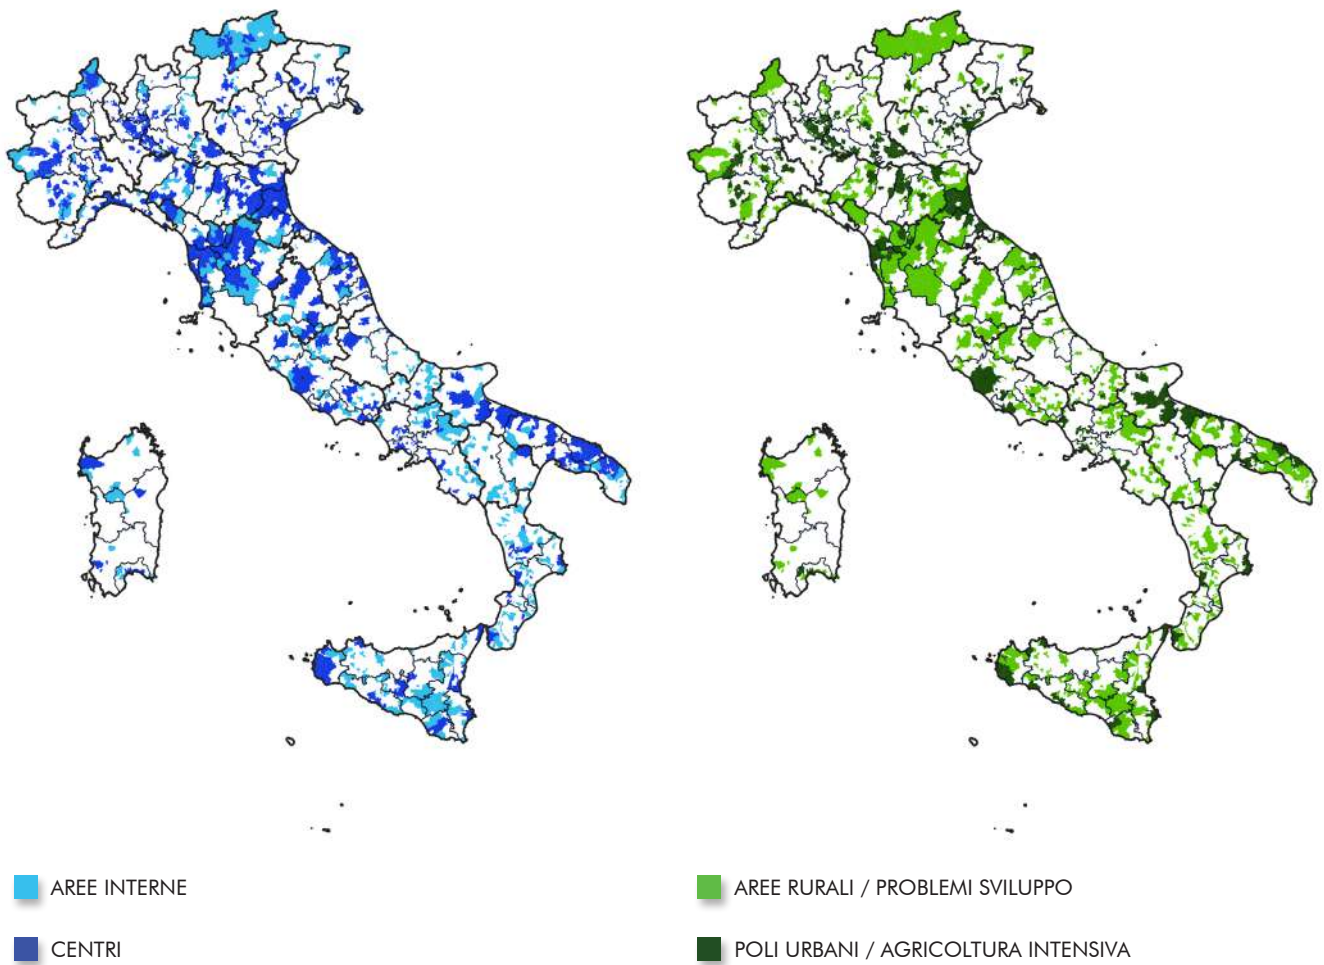 AREE INTERNE
CENTRI
AREE RURALI / PROBLEMI SVILUPPO
POLI URBANI / AGRICOLTURA INTENSIVA